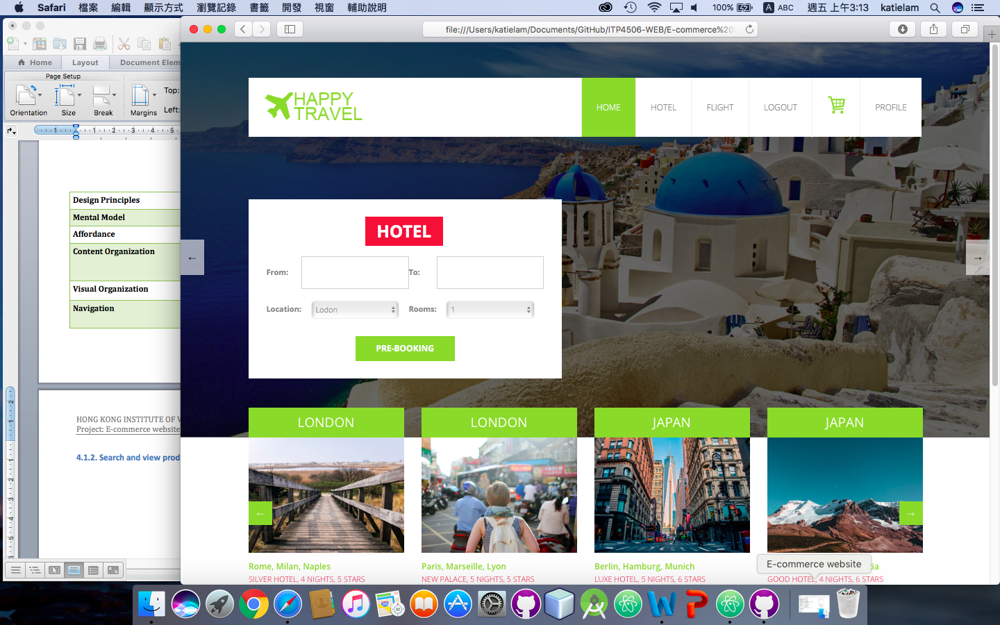 Safari 檔案 編輯 顯示方式 瀏覽記錄 書籤 開發 視窗 輔助說明 100% A ABC 週五 上午3:13 katielam
file:///Users/katielam/Documents/GitHub/ITP4506-WEB/E-commerce%20
Home Layout Document Elem
Page Setup
Orientation Size Break Margins
Top:
Left:
Design Principles
Mental Model
Affordance
Content Organization
Visual Organization
Navigation
HONG KONG INSTITUTE OF V
Project: E-commerce website
4.1.2. Search and view prod
HAPPY
TRAVEL
HOME HOTEL FLIGHT LOGOUT PROFILE
HOTEL
From: To:
Location: Lodon Rooms: 1
PRE-BOOKING
← →
LONDON LONDON JAPAN JAPAN
← →
Rome, Milan, Naples
SILVER HOTEL, 4 NIGHTS, 5 STARS
Paris, Marseille, Lyon
NEW PALACE, 5 NIGHTS, 5 STARS
Berlin, Hamburg, Munich
LUXE HOTEL, 5 NIGHTS, 6 STARS
E-commerce website
GOOD HOTEL, 4 NIGHTS, 6 STARS